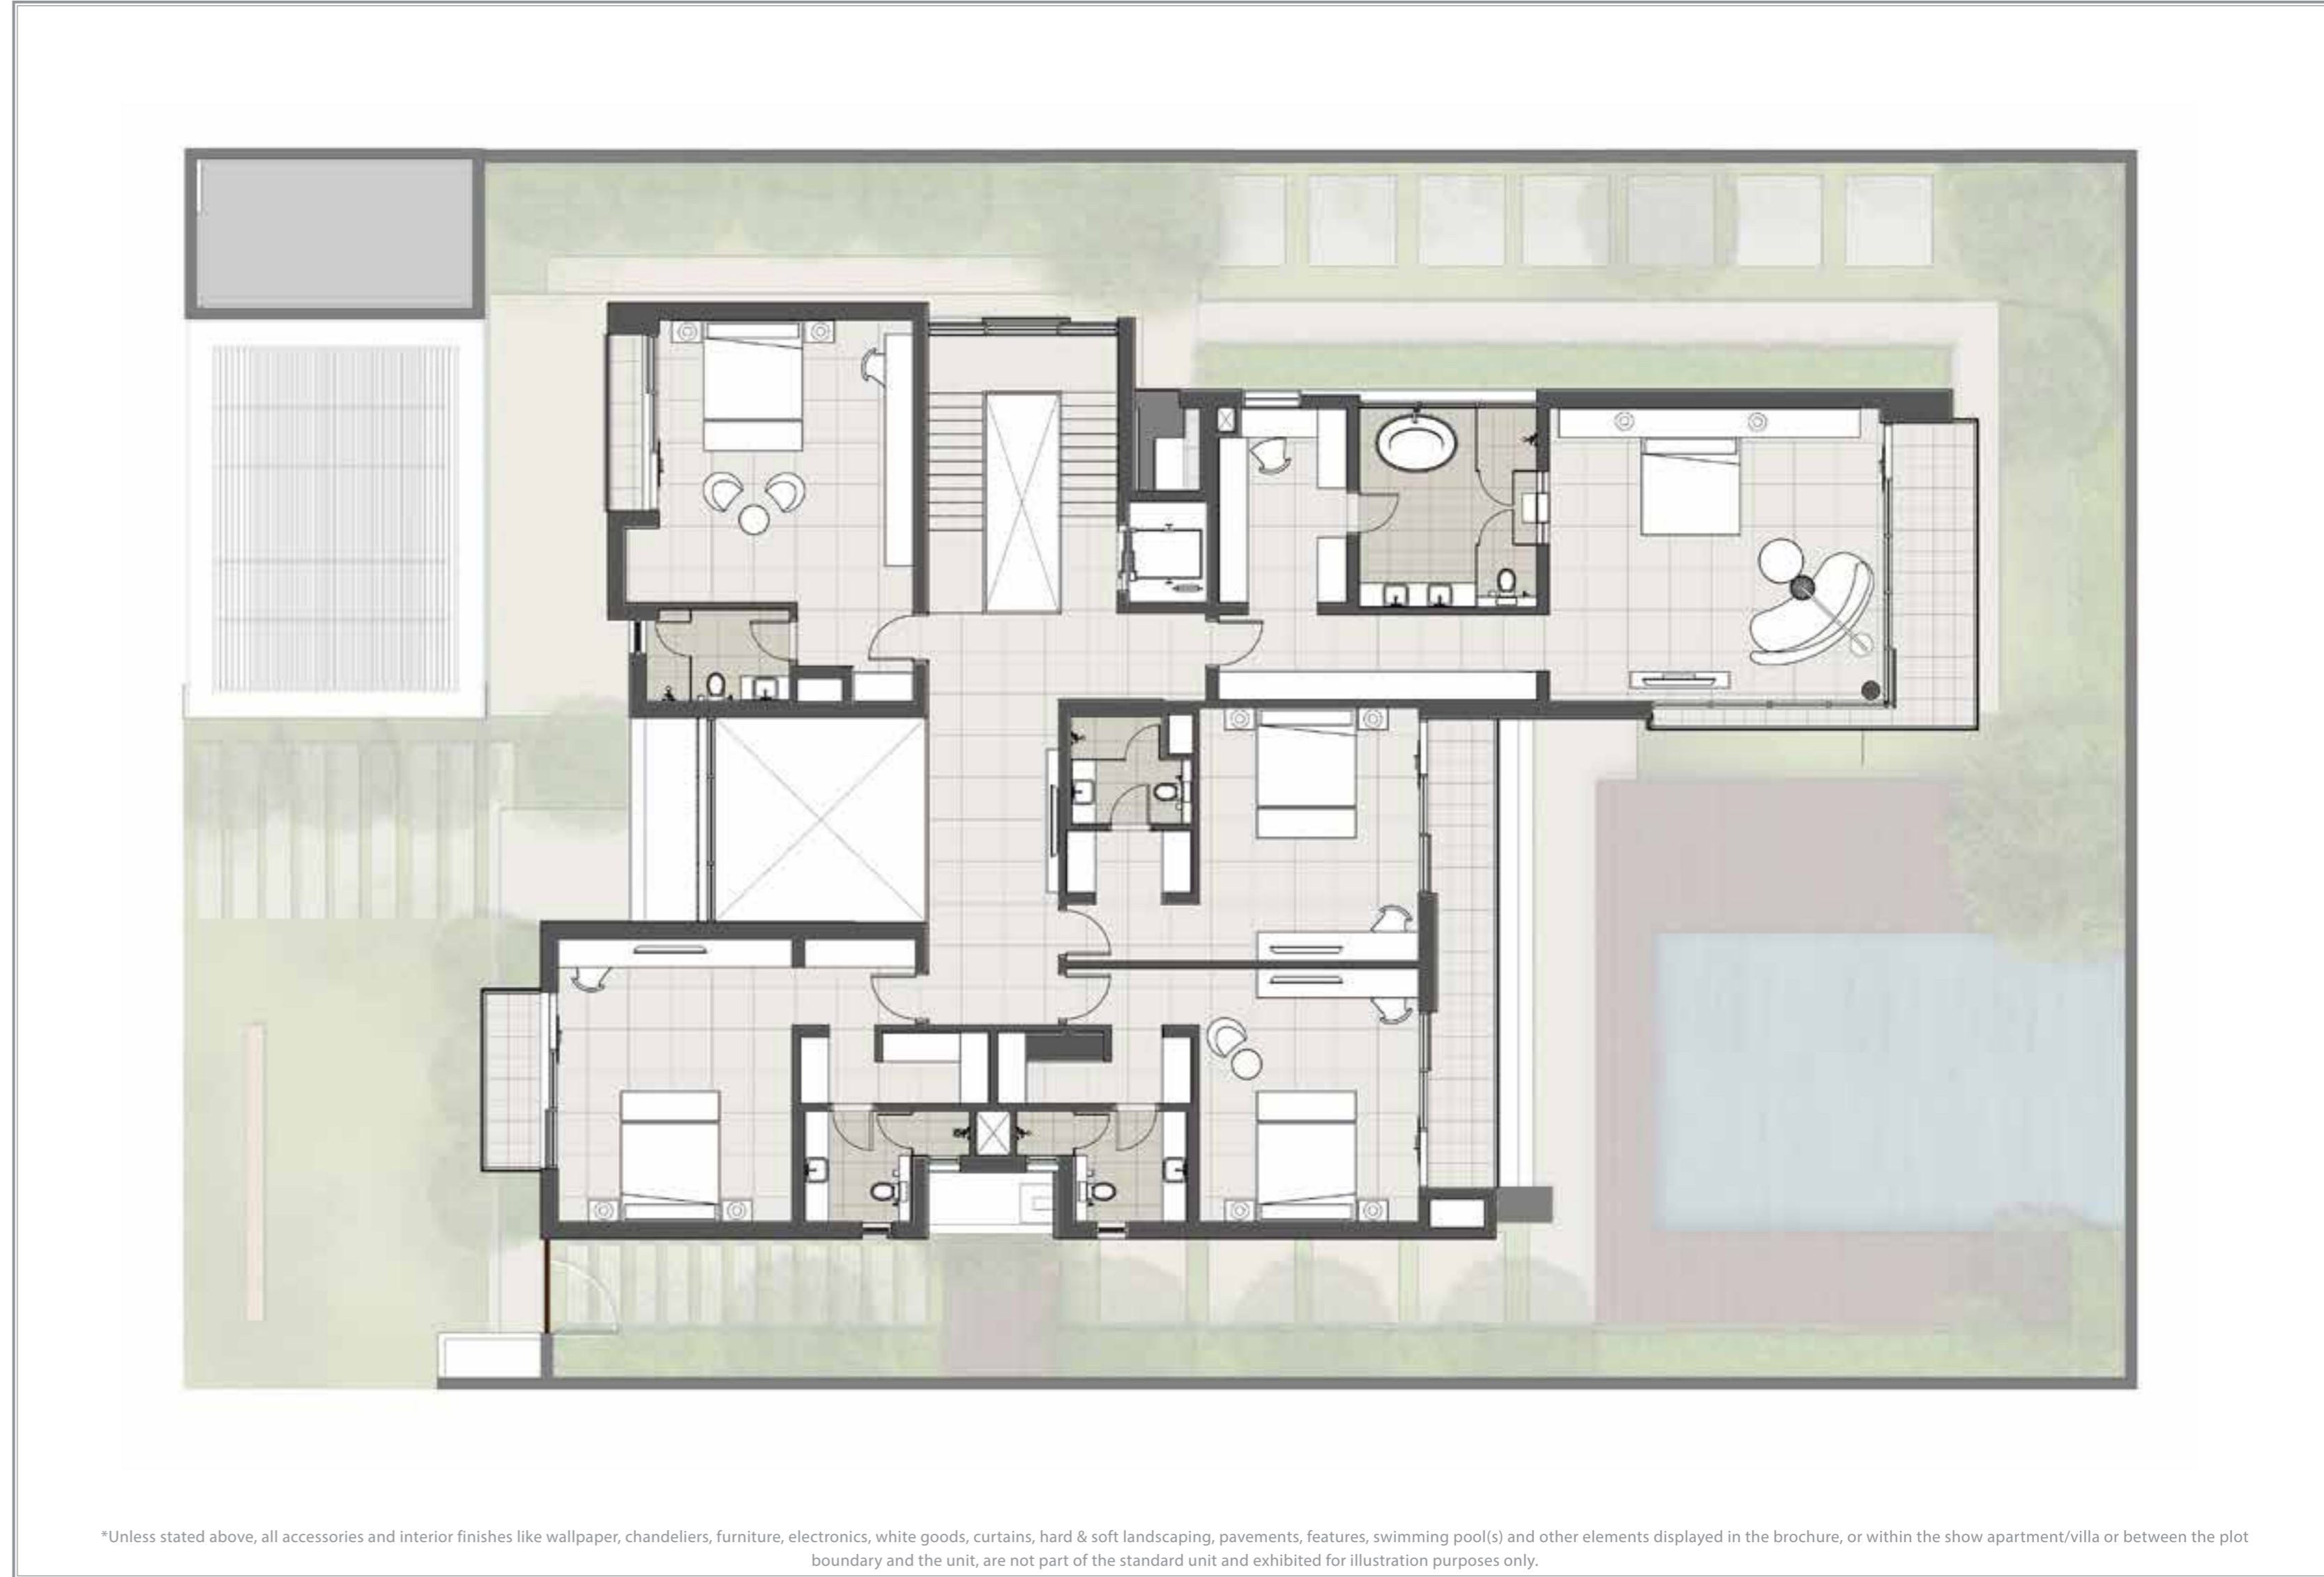 *Unless stated above, all accessories and interior finishes like wallpaper, chandeliers, furniture, electronics, white goods, curtains, hard & soft landscaping, pavements, features, swimming pool(s) and other elements displayed in the brochure, or within the show apartment/villa or between the plot
boundary and the unit, are not part of the standard unit and exhibited for illustration purposes only.